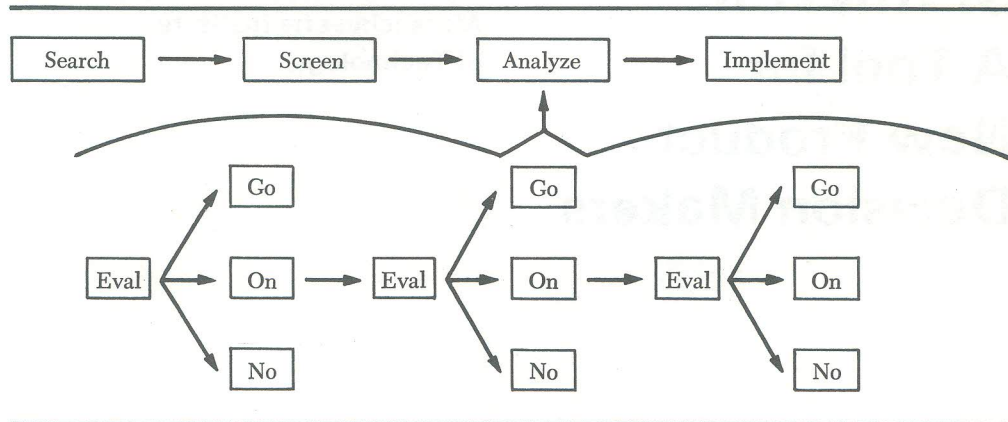 Search Screen Analyze Implement
Go Go Go
Eval On Eval On Eval On
No No No